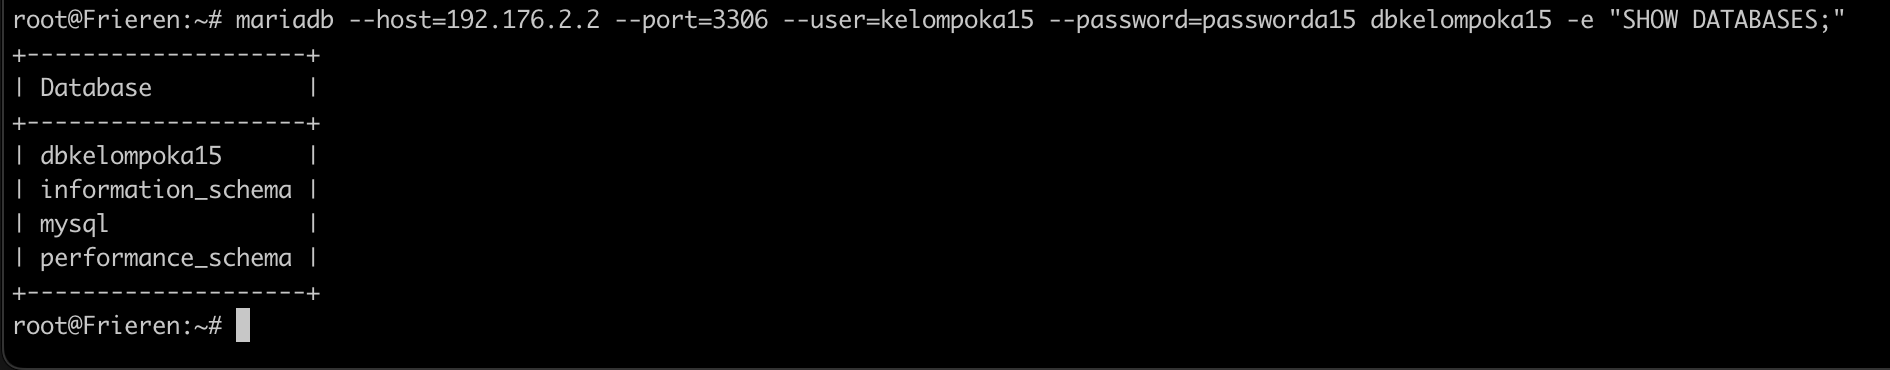 root@Frieren:~# mariadb --host=192.176.2.2 --port=3306 --user=kelompoka15 --password=passworda15 dbkelompoka15 -e "SHOW DATABASES;"
+--------------------+
| Database           |
+--------------------+
| dbkelompoka15      |
| information_schema |
| mysql              |
| performance_schema |
+--------------------+
root@Frieren:~#